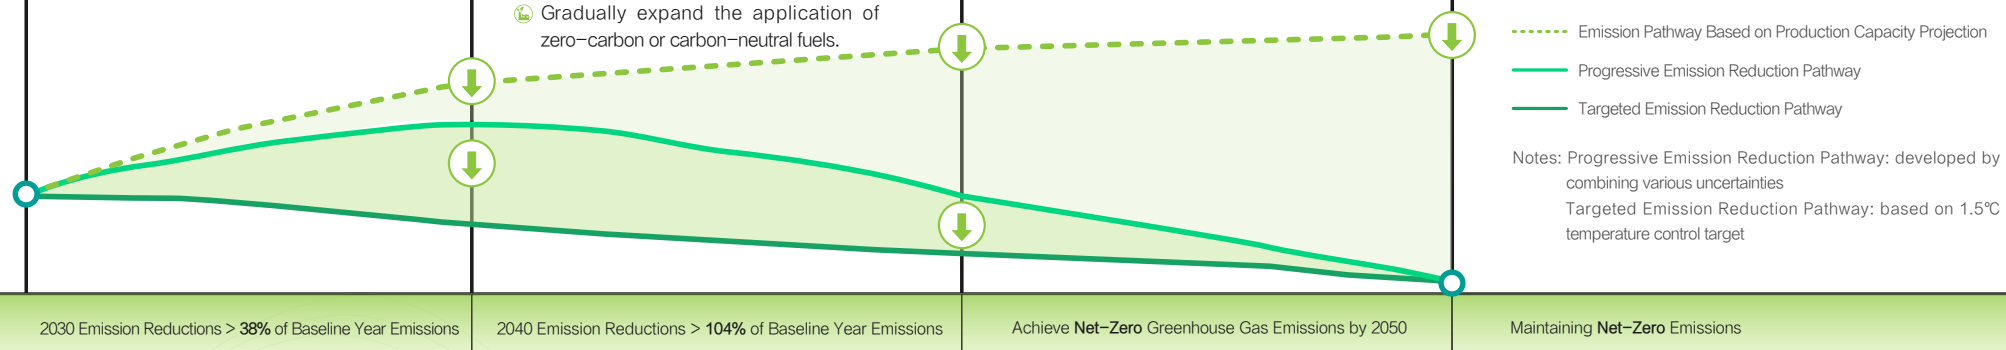 Gradually expand the application of
zero-carbon or carbon-neutral fuels.
Emission Pathway Based on Production Capacity Projection
Progressive Emission Reduction Pathway
Targeted Emission Reduction Pathway
Notes: Progressive Emission Reduction Pathway: developed by
combining various uncertainties
Targeted Emission Reduction Pathway: based on 1.5℃
temperature control target
2030 Emission Reductions > 38% of Baseline Year Emissions
2040 Emission Reductions > 104% of Baseline Year Emissions
Achieve Net-Zero Greenhouse Gas Emissions by 2050
Maintaining Net-Zero Emissions